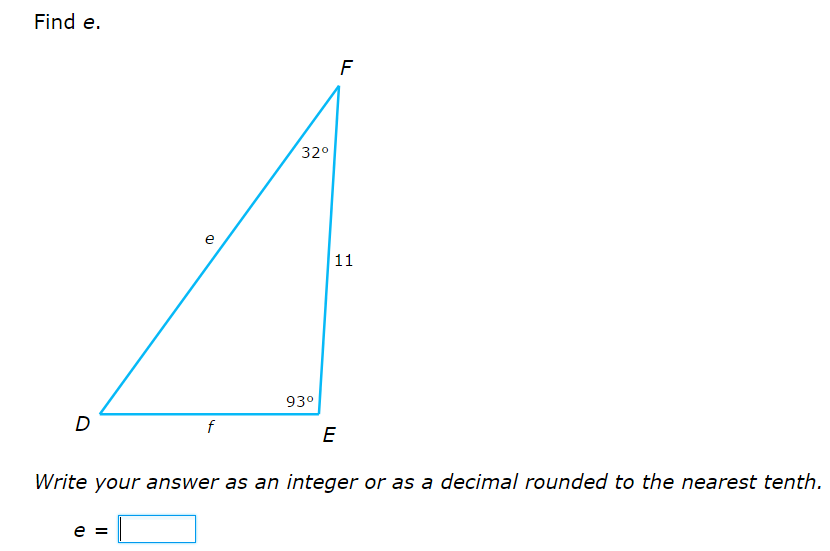 Find e.
F
32°
e
11
93°
D
f
E
Write your answer as an integer or as a decimal rounded to the nearest tenth.
e =